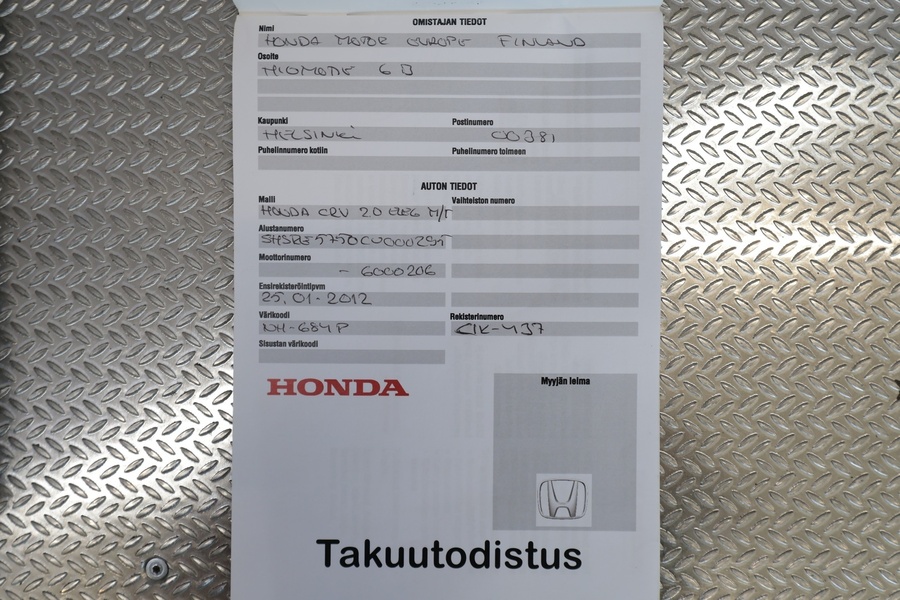 OMISTAJAN TIEDOT
Nimi
HONDA MOTOR EUROPE FINLAND
Osoite
6 B
Kaupunki Postinumero
HELSINKI 00381
Puhelinnumero kotiin Puhelinumero toimeen
AUTON TIEDOT
Malli Vaihteiston numero
HONDA CRV 2.0 ELEG M/T
Alustanumero
Moottorinumero
- 6000206
Ensirekisteröintipvm
25.01-2012
Värikoodi Rekisterinumero
NH-684P CIK-437
Sisustan värikoodi
HONDA
Myyjän leima
Takuutodistus